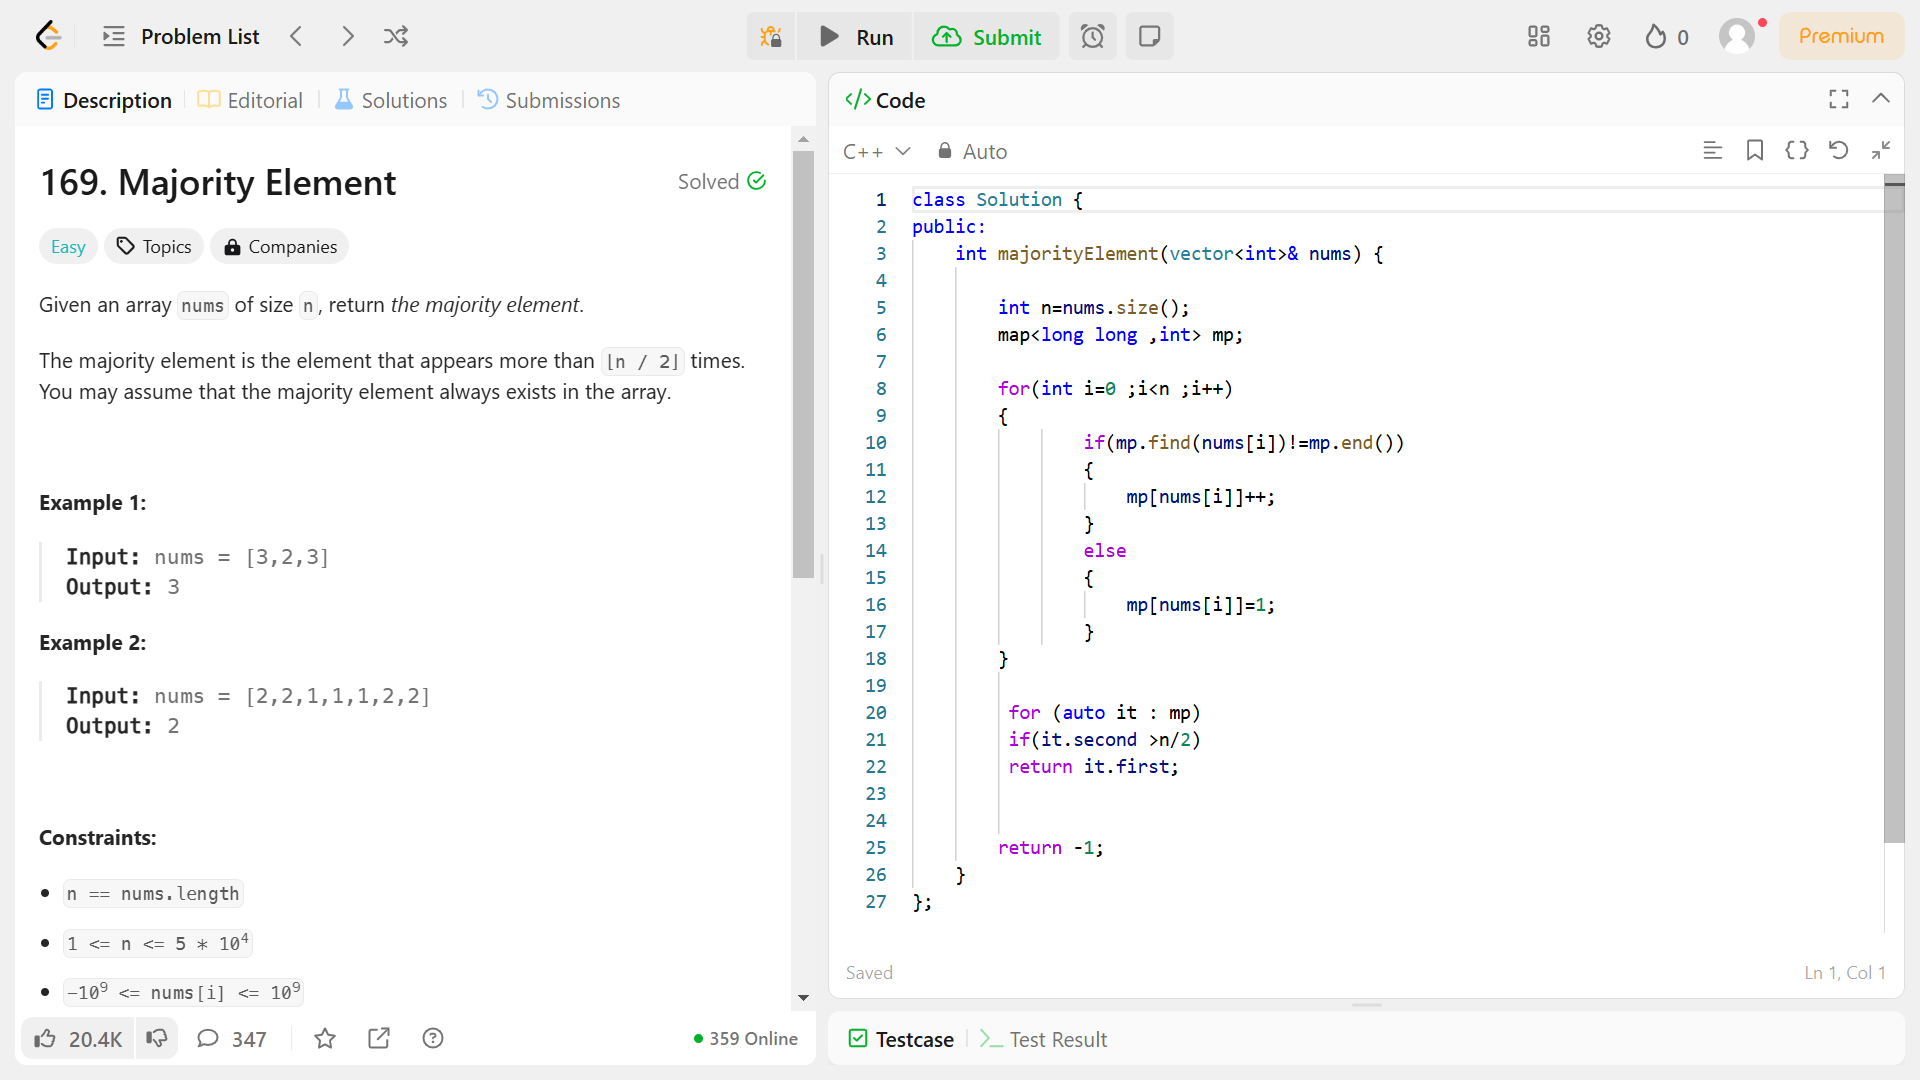 Problem List
Run
Submit
0
Premium
Description
Editorial
Solutions
Submissions
169. Majority Element
Solved
Easy
Topics
Companies
Given an array nums of size n, return the majority element.
The majority element is the element that appears more than ⌊n / 2⌋ times.
You may assume that the majority element always exists in the array.
Example 1:
Input: nums = [3,2,3]
Output: 3
Example 2:
Input: nums = [2,2,1,1,1,2,2]
Output: 2
Constraints:
n == nums.length
1 <= n <= 5 * 10⁴
-10⁹ <= nums[i] <= 10⁹
20.4K
347
359 Online
Code
C++
Auto
1 class Solution {
2 public:
3 int majorityElement(vector<int>& nums) {
4
5 int n=nums.size();
6 map<long long ,int> mp;
7
8 for(int i=0 ;i<n ;i++)
9 {
10 if(mp.find(nums[i])!=mp.end())
11 {
12 mp[nums[i]]++;
13 }
14 else
15 {
16 mp[nums[i]]=1;
17 }
18 }
19
20 for (auto it : mp)
21 if(it.second >n/2)
22 return it.first;
23
24
25 return -1;
26 }
27 };
Saved
Ln 1, Col 1
Testcase
Test Result